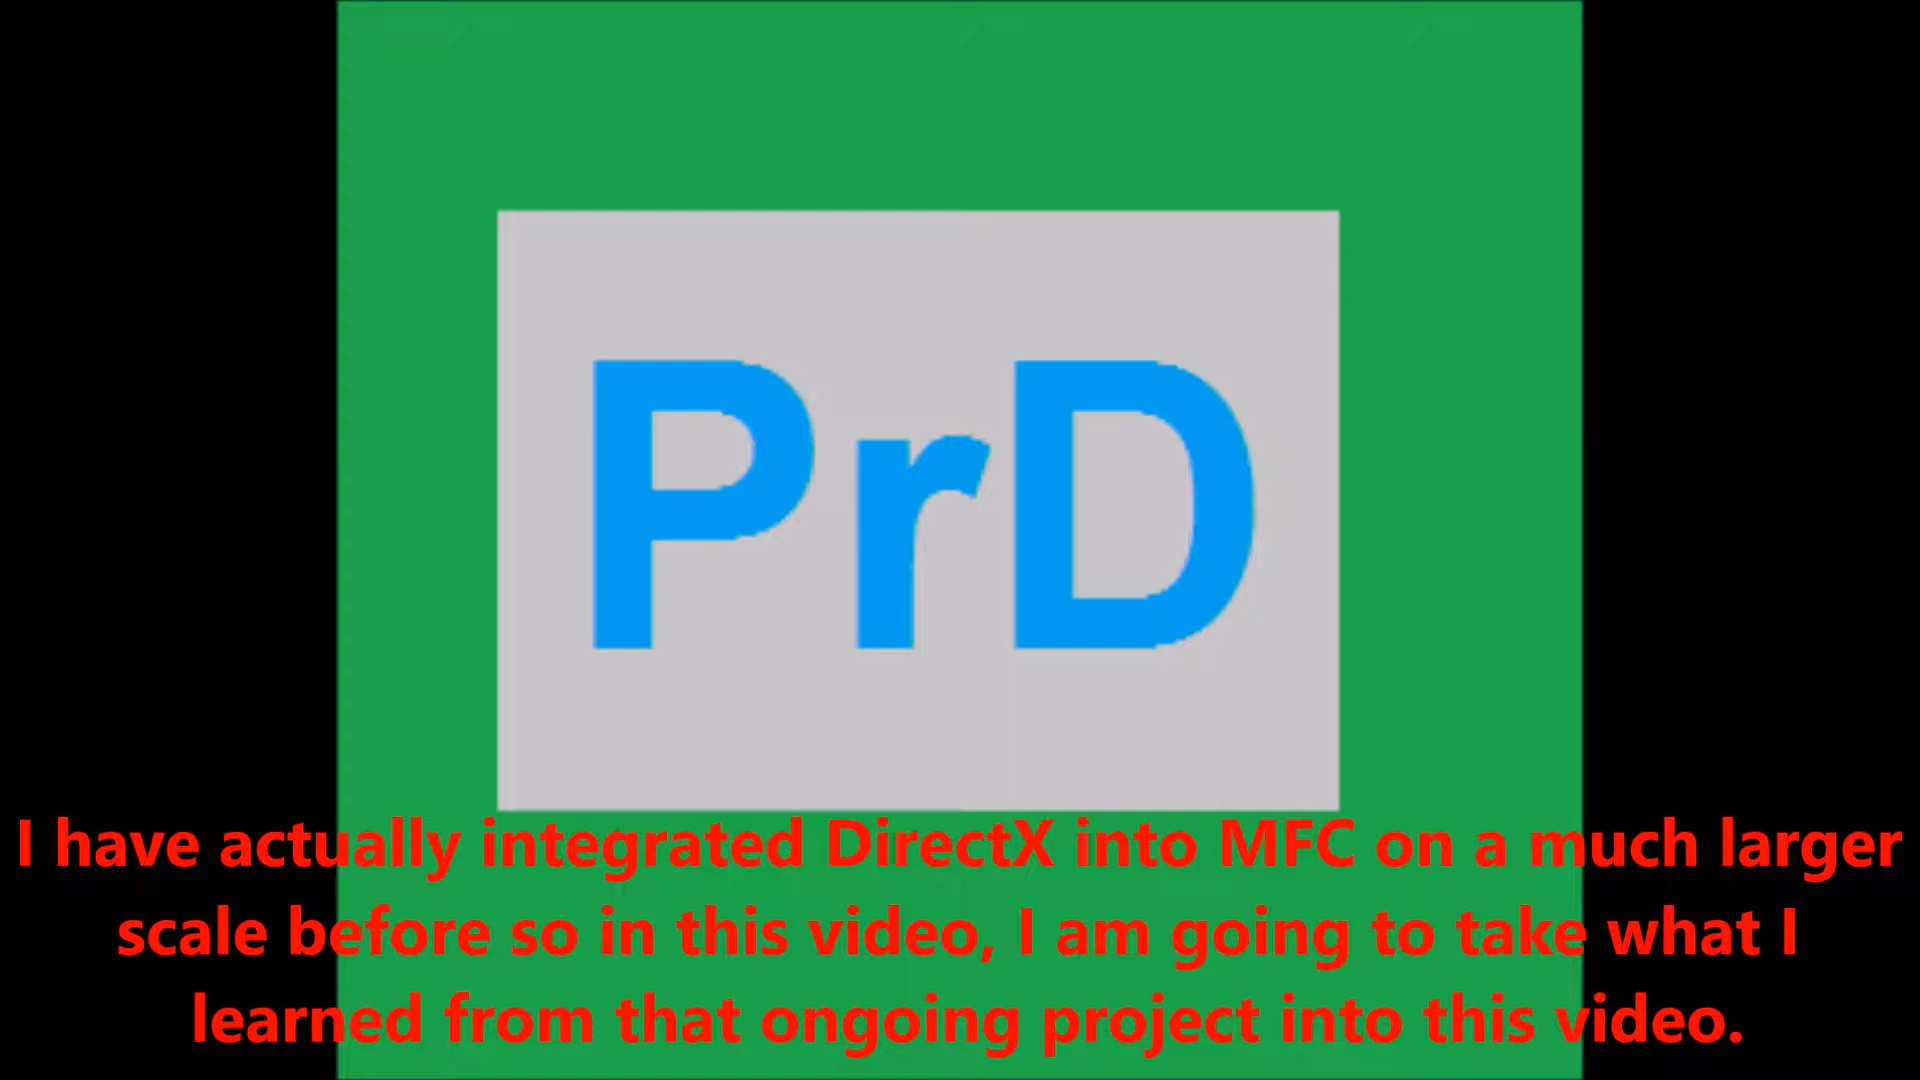 PrD
I have actually integrated DirectX into MFC on a much larger
scale before so in this video, I am going to take what I
learned from that ongoing project into this video.